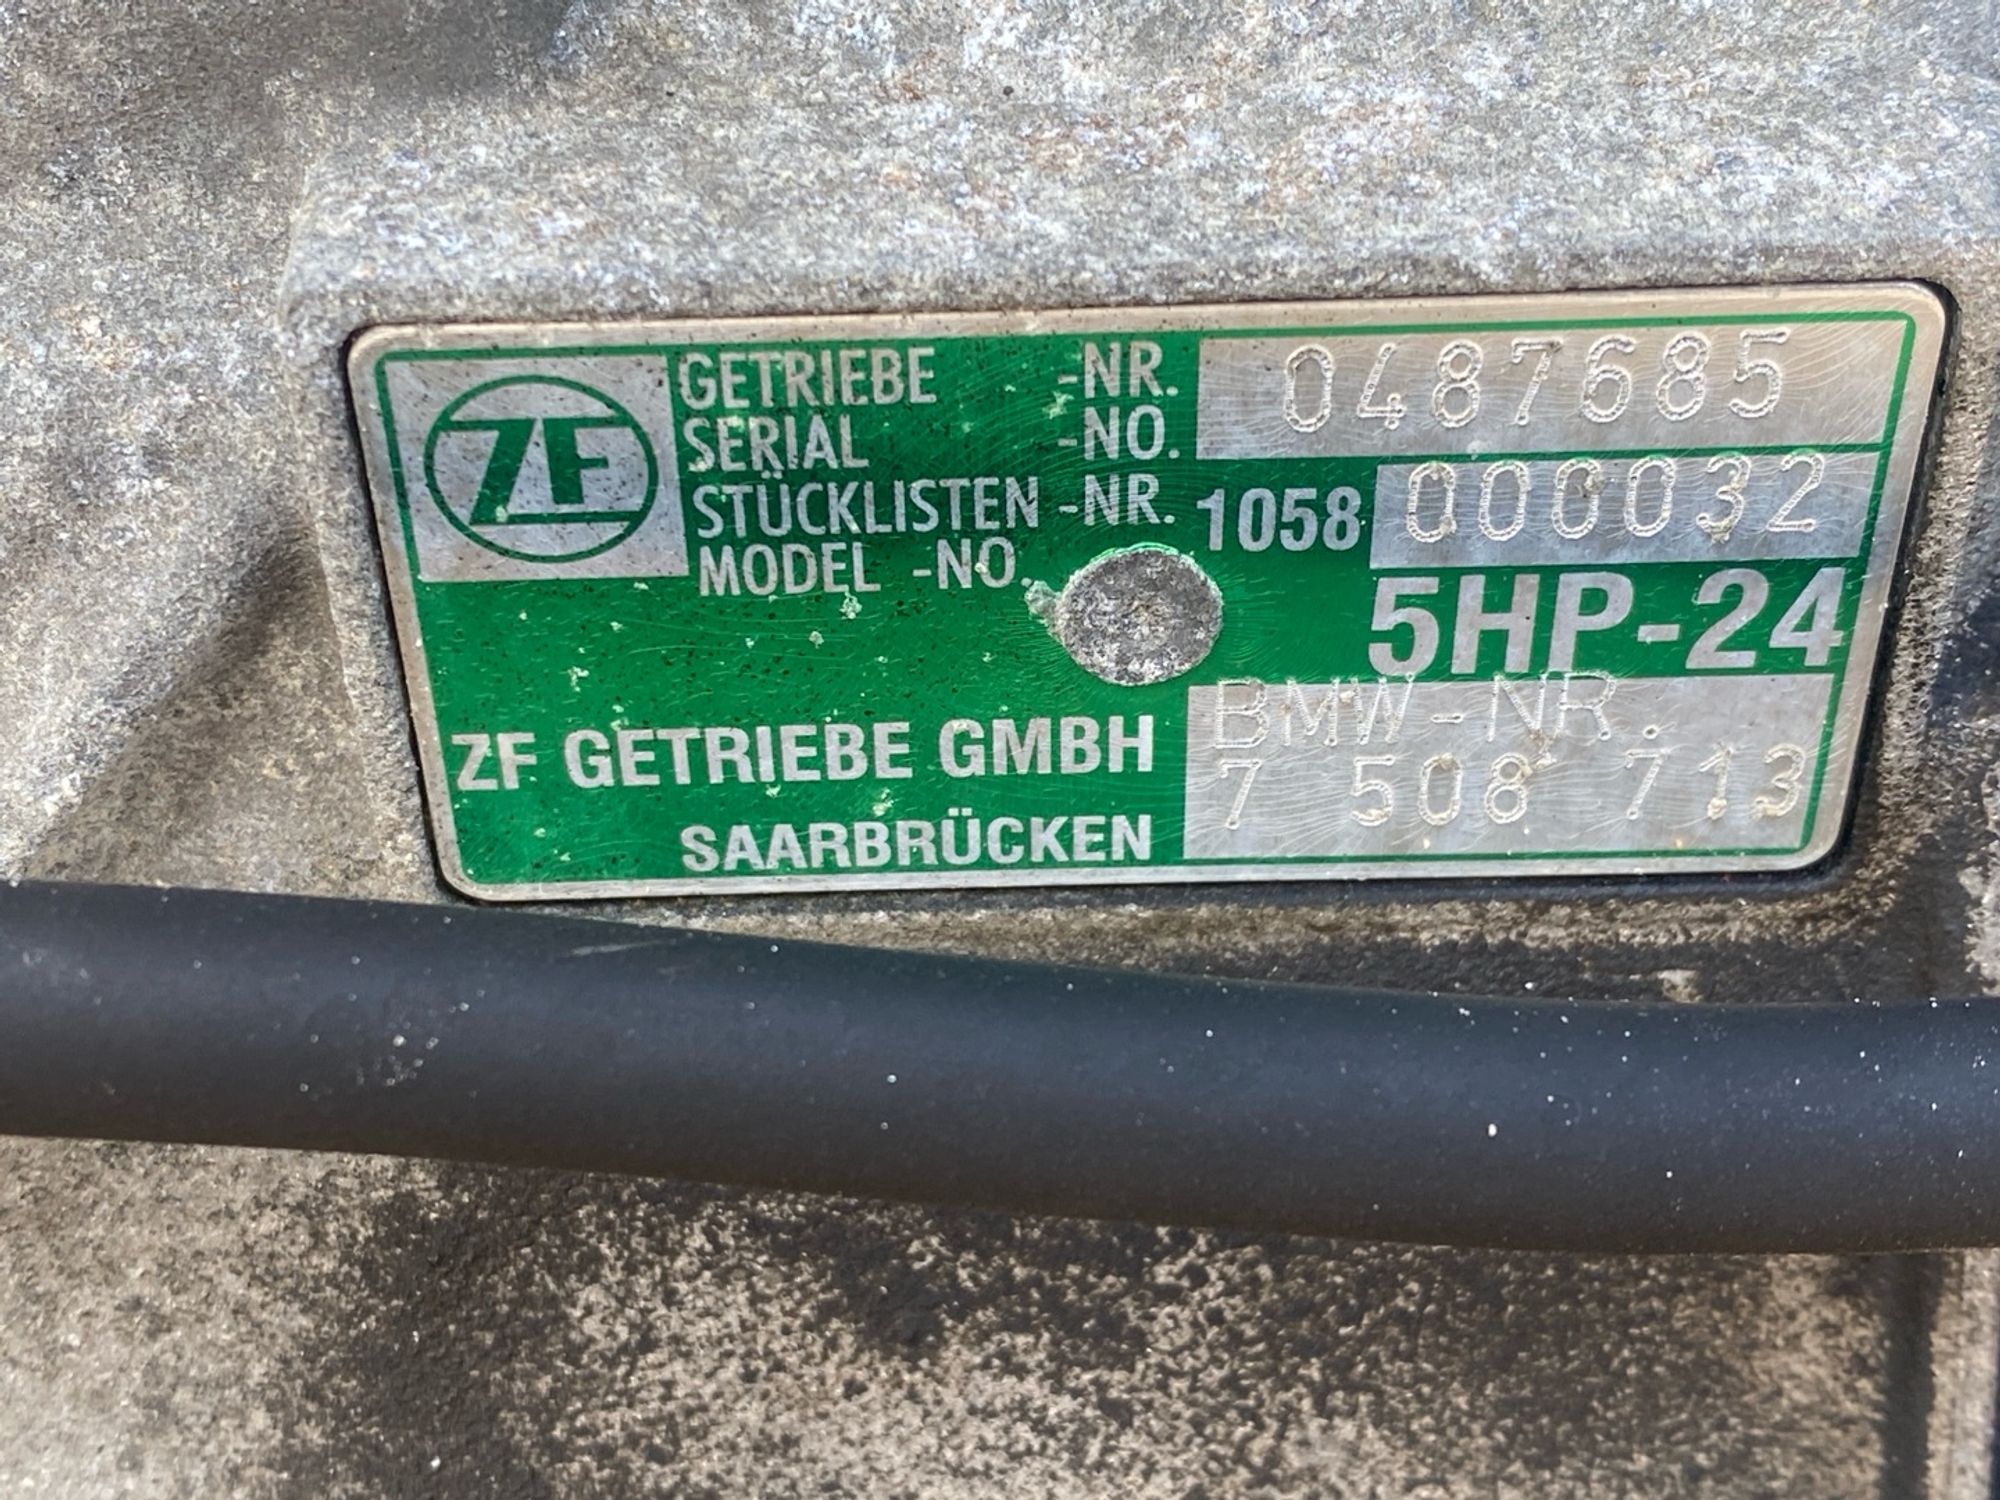 ZF
GETRIEBE -NR. 0487685
SERIAL -NO.
STÜCKLISTEN -NR. 1058 000032
MODEL -NO.
5HP-24
ZF GETRIEBE GMBH
SAARBRÜCKEN
BMW-NR.
7 508 713